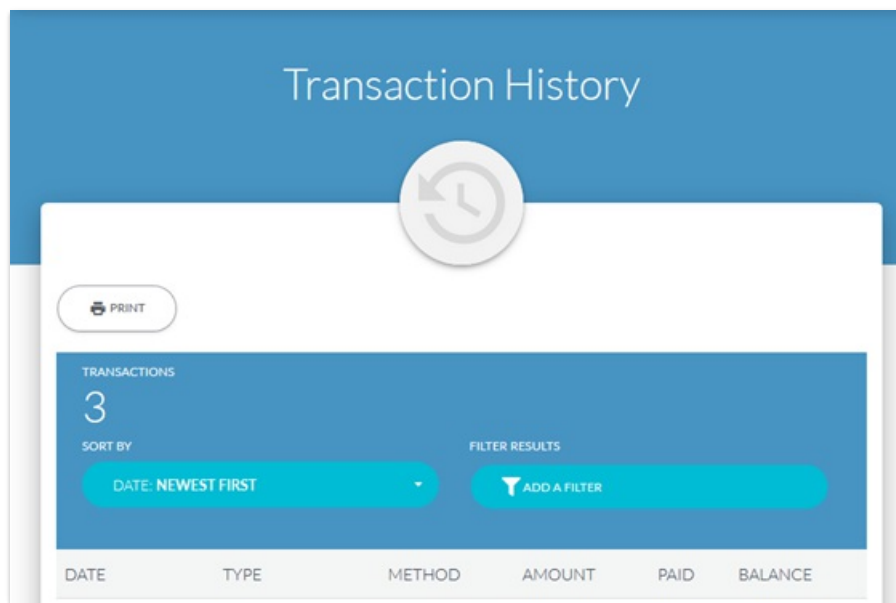 Transaction History
PRINT
TRANSACTIONS
3
SORT BY
FILTER RESULTS
DATE: NEWEST FIRST
ADD A FILTER
DATE TYPE METHOD AMOUNT PAID BALANCE